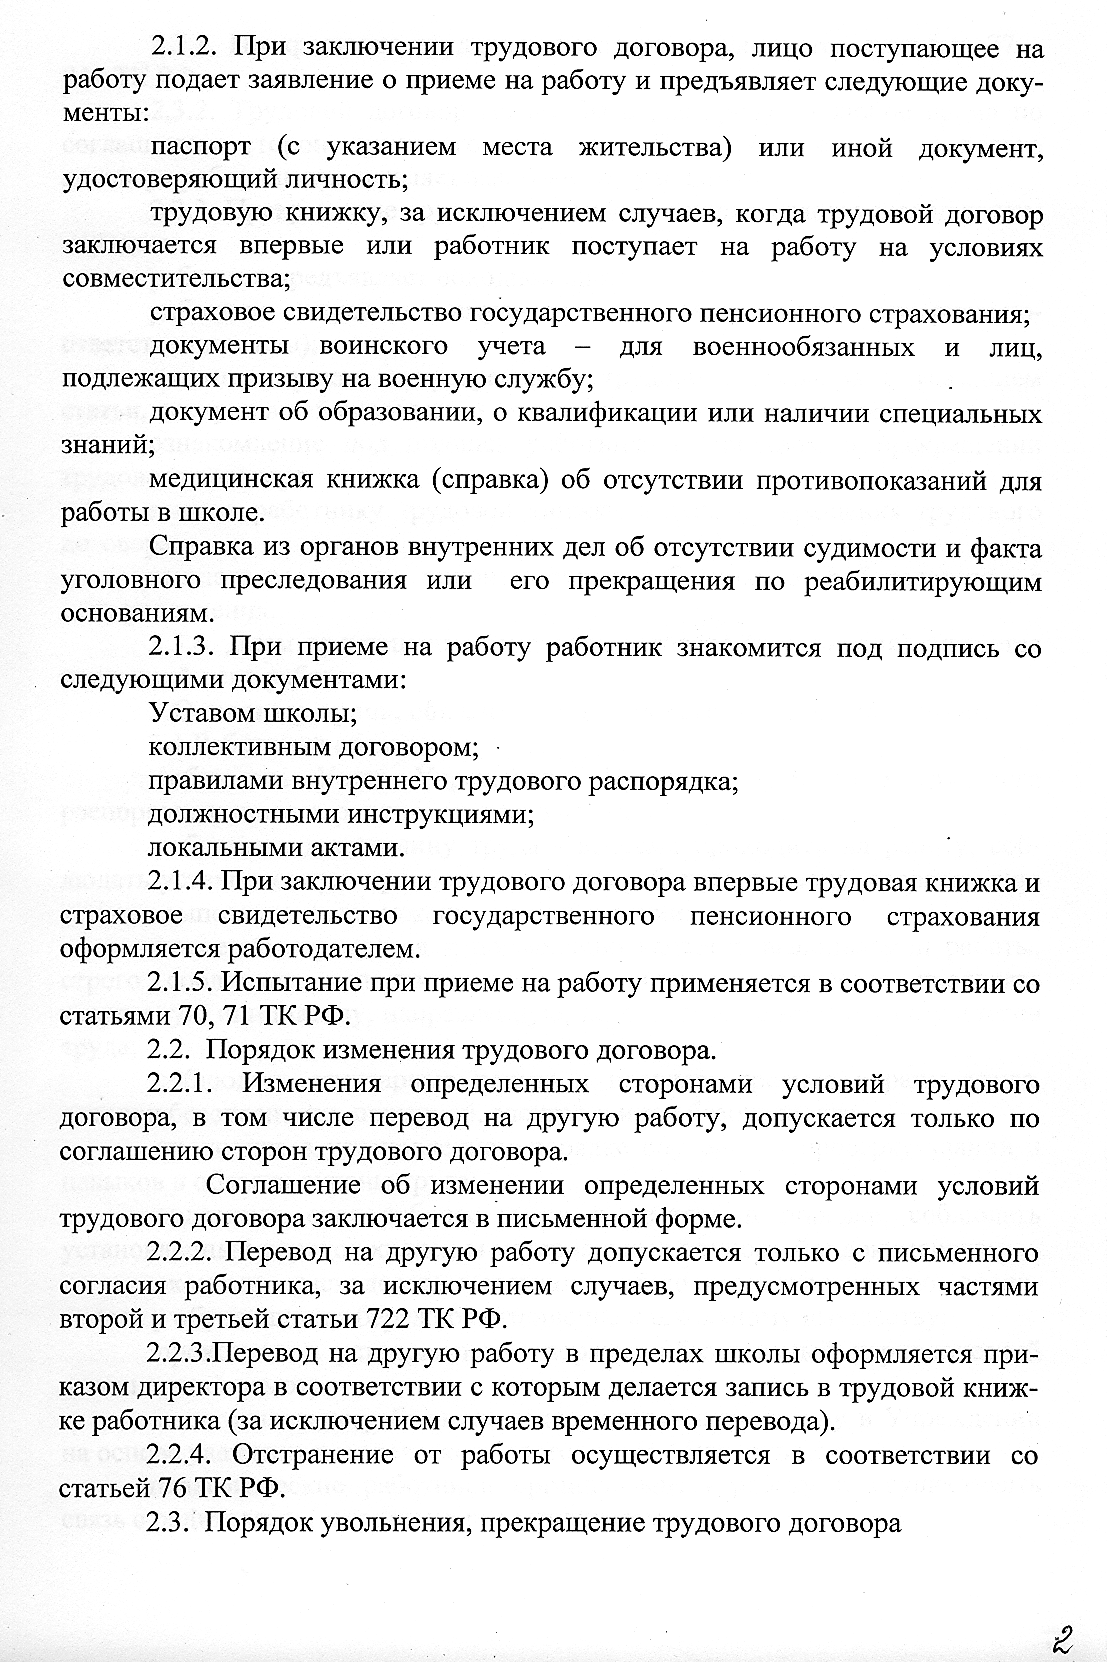 2.1.2. При заключении трудового договора, лицо поступающее на
работу подает заявление о приеме на работу и предъявляет следующие доку-
менты:
паспорт (с указанием места жительства) или иной документ,
удостоверяющий личность;
трудовую книжку, за исключением случаев, когда трудовой договор
заключается впервые или работник поступает на работу на условиях
совместительства;
страховое свидетельство государственного пенсионного страхования;
документы воинского учета – для военнообязанных и лиц,
подлежащих призыву на военную службу;
документ об образовании, о квалификации или наличии специальных
знаний;
медицинская книжка (справка) об отсутствии противопоказаний для
работы в школе.
Справка из органов внутренних дел об отсутствии судимости и факта
уголовного преследования или его прекращения по реабилитирующим
основаниям.
2.1.3. При приеме на работу работник знакомится под подпись со
следующими документами:
Уставом школы;
коллективным договором;
правилами внутреннего трудового распорядка;
должностными инструкциями;
локальными актами.
2.1.4. При заключении трудового договора впервые трудовая книжка и
страховое свидетельство государственного пенсионного страхования
оформляется работодателем.
2.1.5. Испытание при приеме на работу применяется в соответствии со
статьями 70, 71 ТК РФ.
2.2. Порядок изменения трудового договора.
2.2.1. Изменения определенных сторонами условий трудового
договора, в том числе перевод на другую работу, допускается только по
соглашению сторон трудового договора.
Соглашение об изменении определенных сторонами условий
трудового договора заключается в письменной форме.
2.2.2. Перевод на другую работу допускается только с письменного
согласия работника, за исключением случаев, предусмотренных частями
второй и третьей статьи 722 ТК РФ.
2.2.3.Перевод на другую работу в пределах школы оформляется при-
казом директора в соответствии с которым делается запись в трудовой книж-
ке работника (за исключением случаев временного перевода).
2.2.4. Отстранение от работы осуществляется в соответствии со
статьей 76 ТК РФ.
2.3. Порядок увольнения, прекращение трудового договора
2